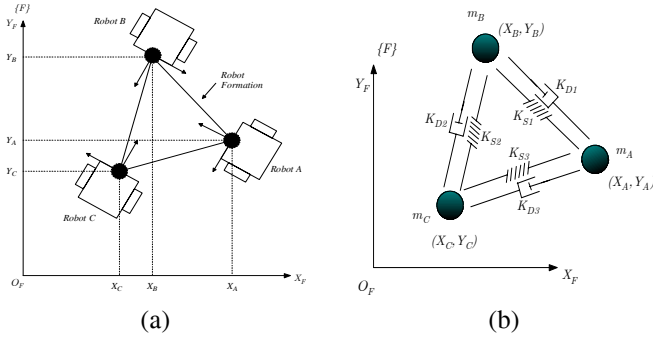 {F}
Y_F
Robot B
Y_B
Robot Formation
Y_A
Y_C
Robot A
Robot C
O_F
X_C
X_B
X_A
X_F
(a)
{F}
Y_F
m_B
(X_B, Y_B)
K_D1
K_S1
K_D2
K_S2
m_A
K_S3
(X_A, Y_A)
K_D3
m_C
(X_C, Y_C)
O_F
X_F
(b)